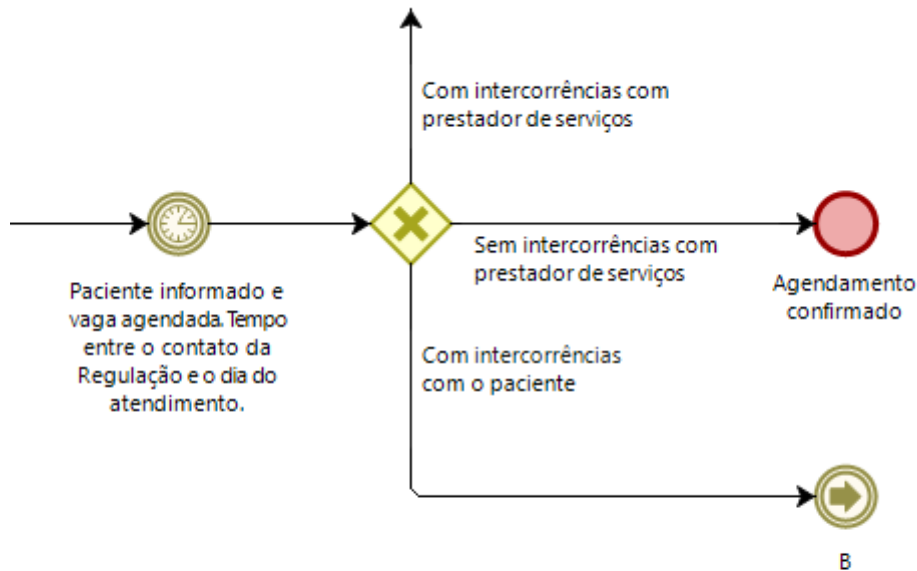 Com intercorrências com
prestador de serviços
Sem intercorrências com
prestador de serviços
Paciente informado e
vaga agendada. Tempo
entre o contato da
Regulação e o dia do
atendimento.
Agendamento
confirmado
Com intercorrências
com o paciente
B